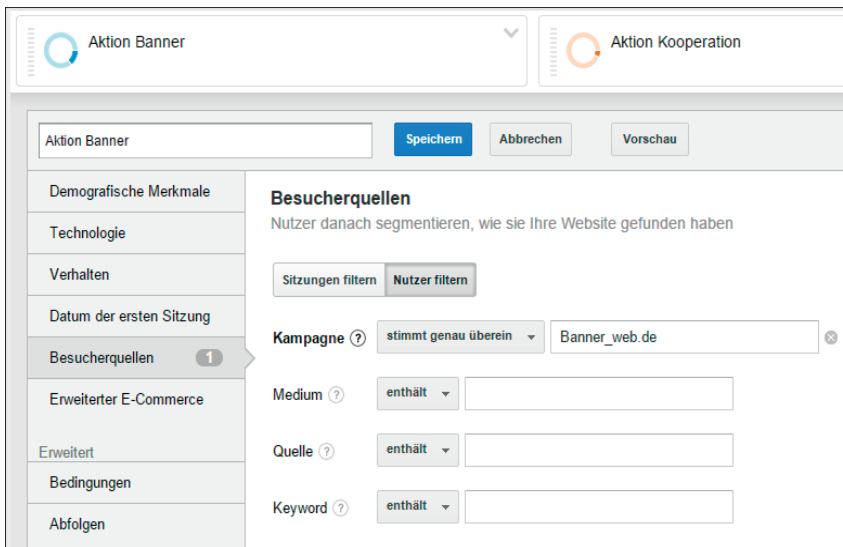 Aktion Banner
Aktion Kooperation
Aktion Banner
Speichern
Abbrechen
Vorschau
Demografische Merkmale
Technologie
Verhalten
Datum der ersten Sitzung
Besucherquellen 1
Erweiterter E-Commerce
Erweitert
Bedingungen
Abfolgen
Besucherquellen
Nutzer danach segmentieren, wie sie Ihre Website gefunden haben
Sitzungen filtern Nutzer filtern
Kampagne ? stimmt genau überein Banner_web.de
Medium ? enthält
Quelle ? enthält
Keyword ? enthält